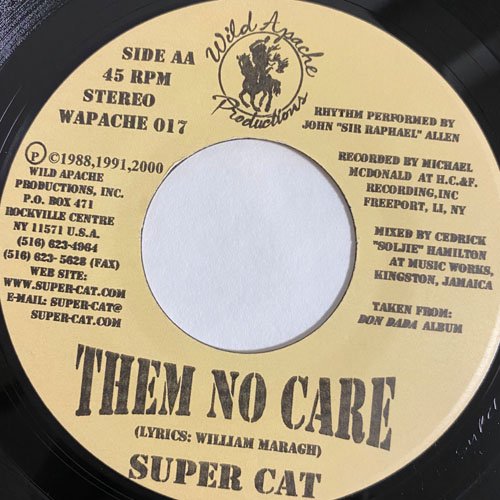 SIDE AA
45 RPM
STEREO
WAPACHE 017
Wild Apache
Productions
℗©1988,1991,2000
WILD APACHE
PRODUCTIONS, INC.
P.O. BOX 471
ROCKVILLE CENTRE
NY 11571 U.S.A.
(516) 623-4964
(516) 623-5628 (FAX)
WEB SITE:
WWW.SUPER-CAT.COM
E-MAIL: SUPER-CAT@
SUPER-CAT.COM
RHYTHM PERFORMED BY
JOHN "SIR RAPHAEL" ALLEN
RECORDED BY MICHAEL
MCDONALD AT H.C.&F.
RECORDING,INC
FREEPORT, LI, NY
MIXED BY CEDRICK
"SOLJIE" HAMILTON
AT MUSIC WORKS,
KINGSTON, JAMAICA
TAKEN FROM:
DON DADA ALBUM
THEM NO CARE
(LYRICS: WILLIAM MARAGH)
SUPER CAT